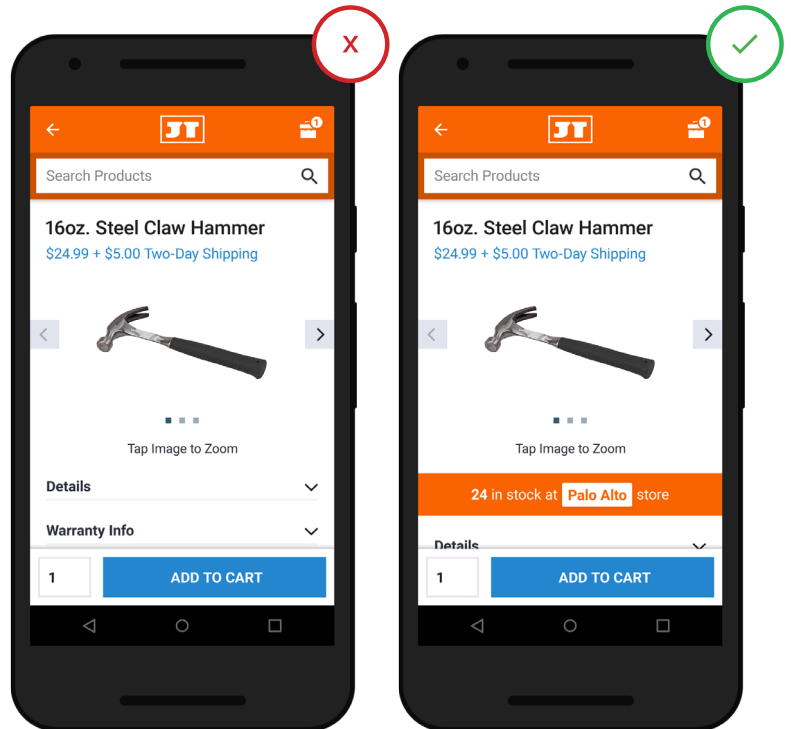 X
JT
1
Search Products
16oz. Steel Claw Hammer
$24.99 + $5.00 Two-Day Shipping
Tap Image to Zoom
Details
Warranty Info
1
ADD TO CART
JT
1
Search Products
16oz. Steel Claw Hammer
$24.99 + $5.00 Two-Day Shipping
Tap Image to Zoom
24 in stock at Palo Alto store
Details
1
ADD TO CART